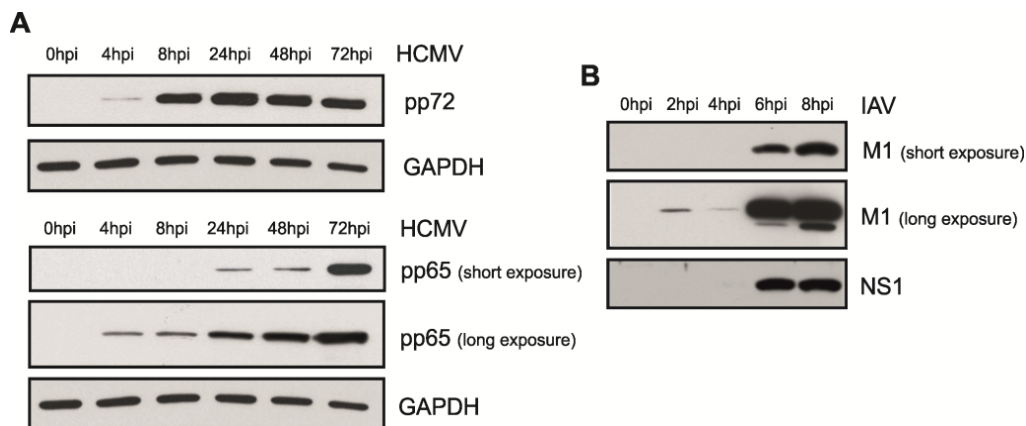 A
0hpi 4hpi 8hpi 24hpi 48hpi 72hpi HCMV
pp72
GAPDH
0hpi 4hpi 8hpi 24hpi 48hpi 72hpi HCMV
pp65 (short exposure)
pp65 (long exposure)
GAPDH
B
0hpi 2hpi 4hpi 6hpi 8hpi IAV
M1 (short exposure)
M1 (long exposure)
NS1